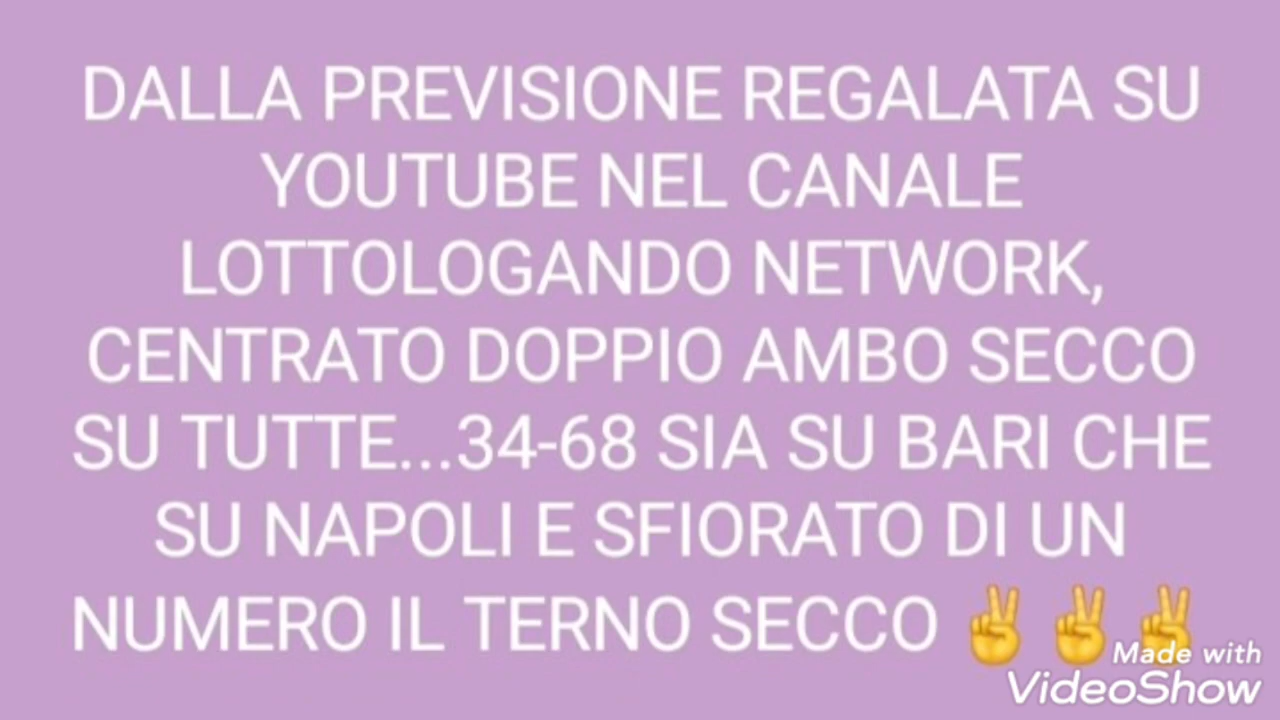 DALLA PREVISIONE REGALATA SU
YOUTUBE NEL CANALE
LOTTOLOGANDO NETWORK,
CENTRATO DOPPIO AMBO SECCO
SU TUTTE...34-68 SIA SU BARI CHE
SU NAPOLI E SFIORATO DI UN
NUMERO IL TERNO SECCO ✌✌✌
Made with
VideoShow